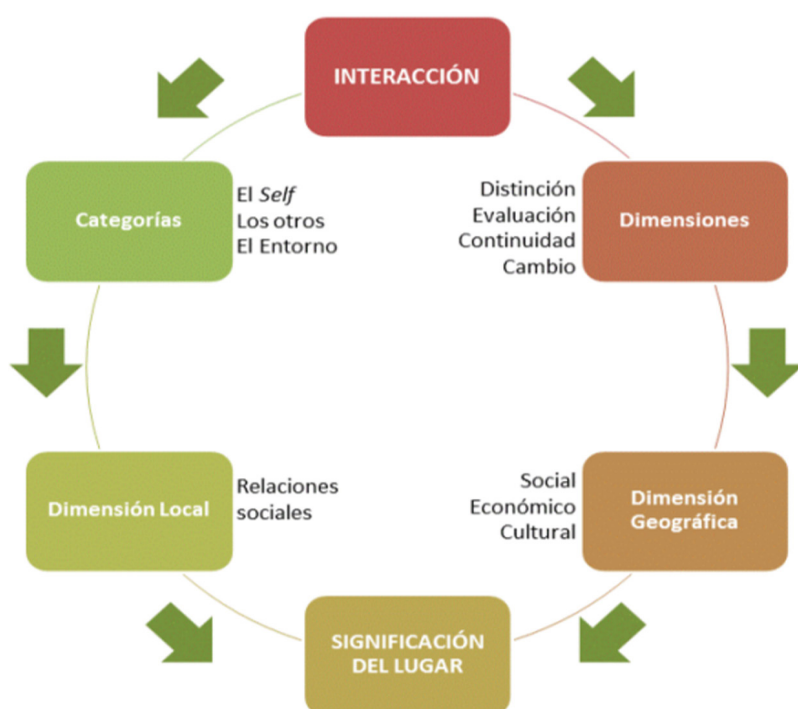 INTERACCIÓN
Categorías
El Self
Los otros
El Entorno
Distinción
Evaluación
Continuidad
Cambio
Dimensiones
Dimensión Local
Relaciones
sociales
Social
Económico
Cultural
Dimensión
Geográfica
SIGNIFICACIÓN
DEL LUGAR